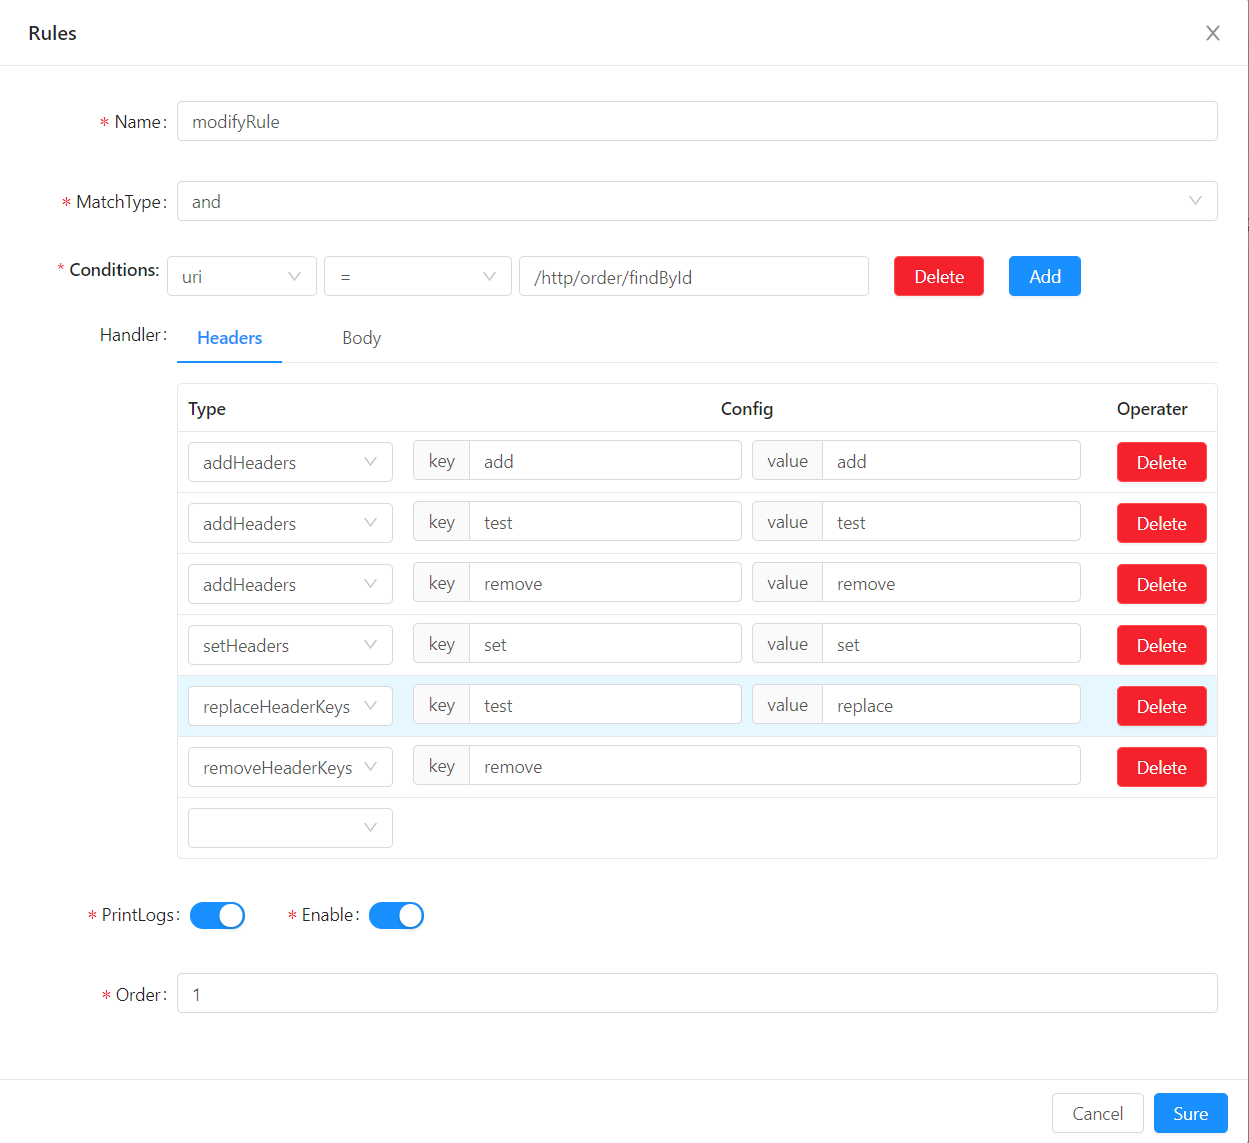 Rules
* Name: modifyRule
* MatchType: and
* Conditions: uri = /http/order/findById Delete Add
Handler: Headers Body
Type Config Operater
addHeaders key add value add Delete
addHeaders key test value test Delete
addHeaders key remove value remove Delete
setHeaders key set value set Delete
replaceHeaderKeys key test value replace Delete
removeHeaderKeys key remove Delete
* PrintLogs: * Enable:
* Order: 1
Cancel Sure